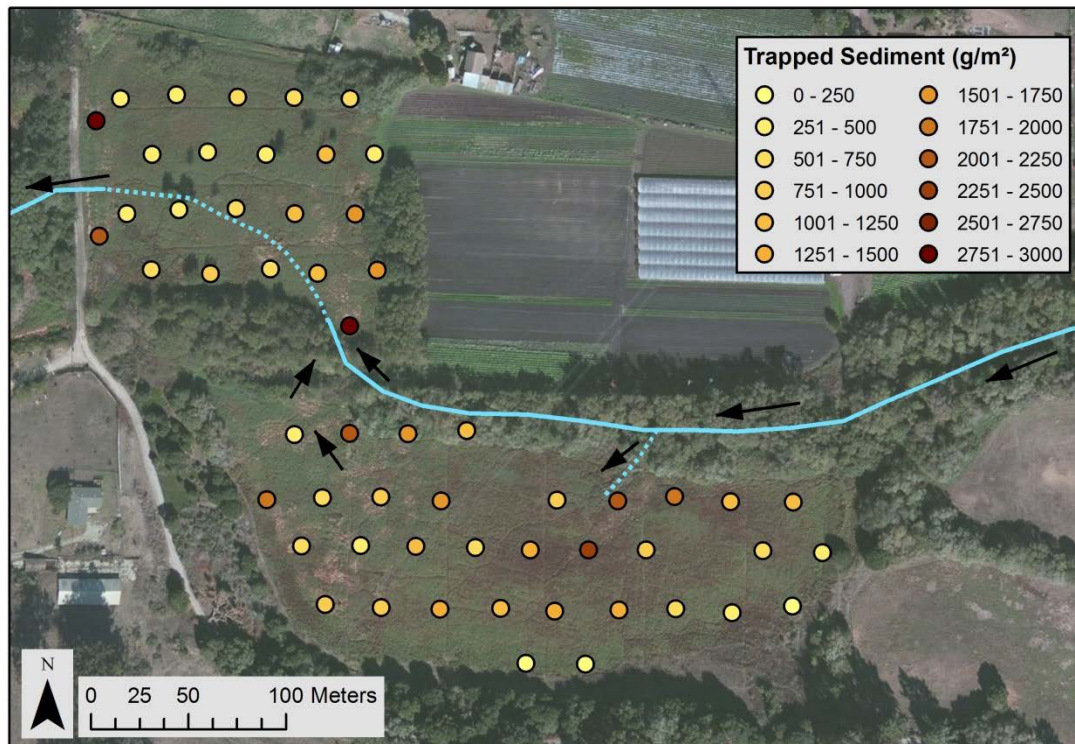 Trapped Sediment (g/m²)
0 - 250
251 - 500
501 - 750
751 - 1000
1001 - 1250
1251 - 1500
1501 - 1750
1751 - 2000
2001 - 2250
2251 - 2500
2501 - 2750
2751 - 3000
N
0 25 50 100 Meters